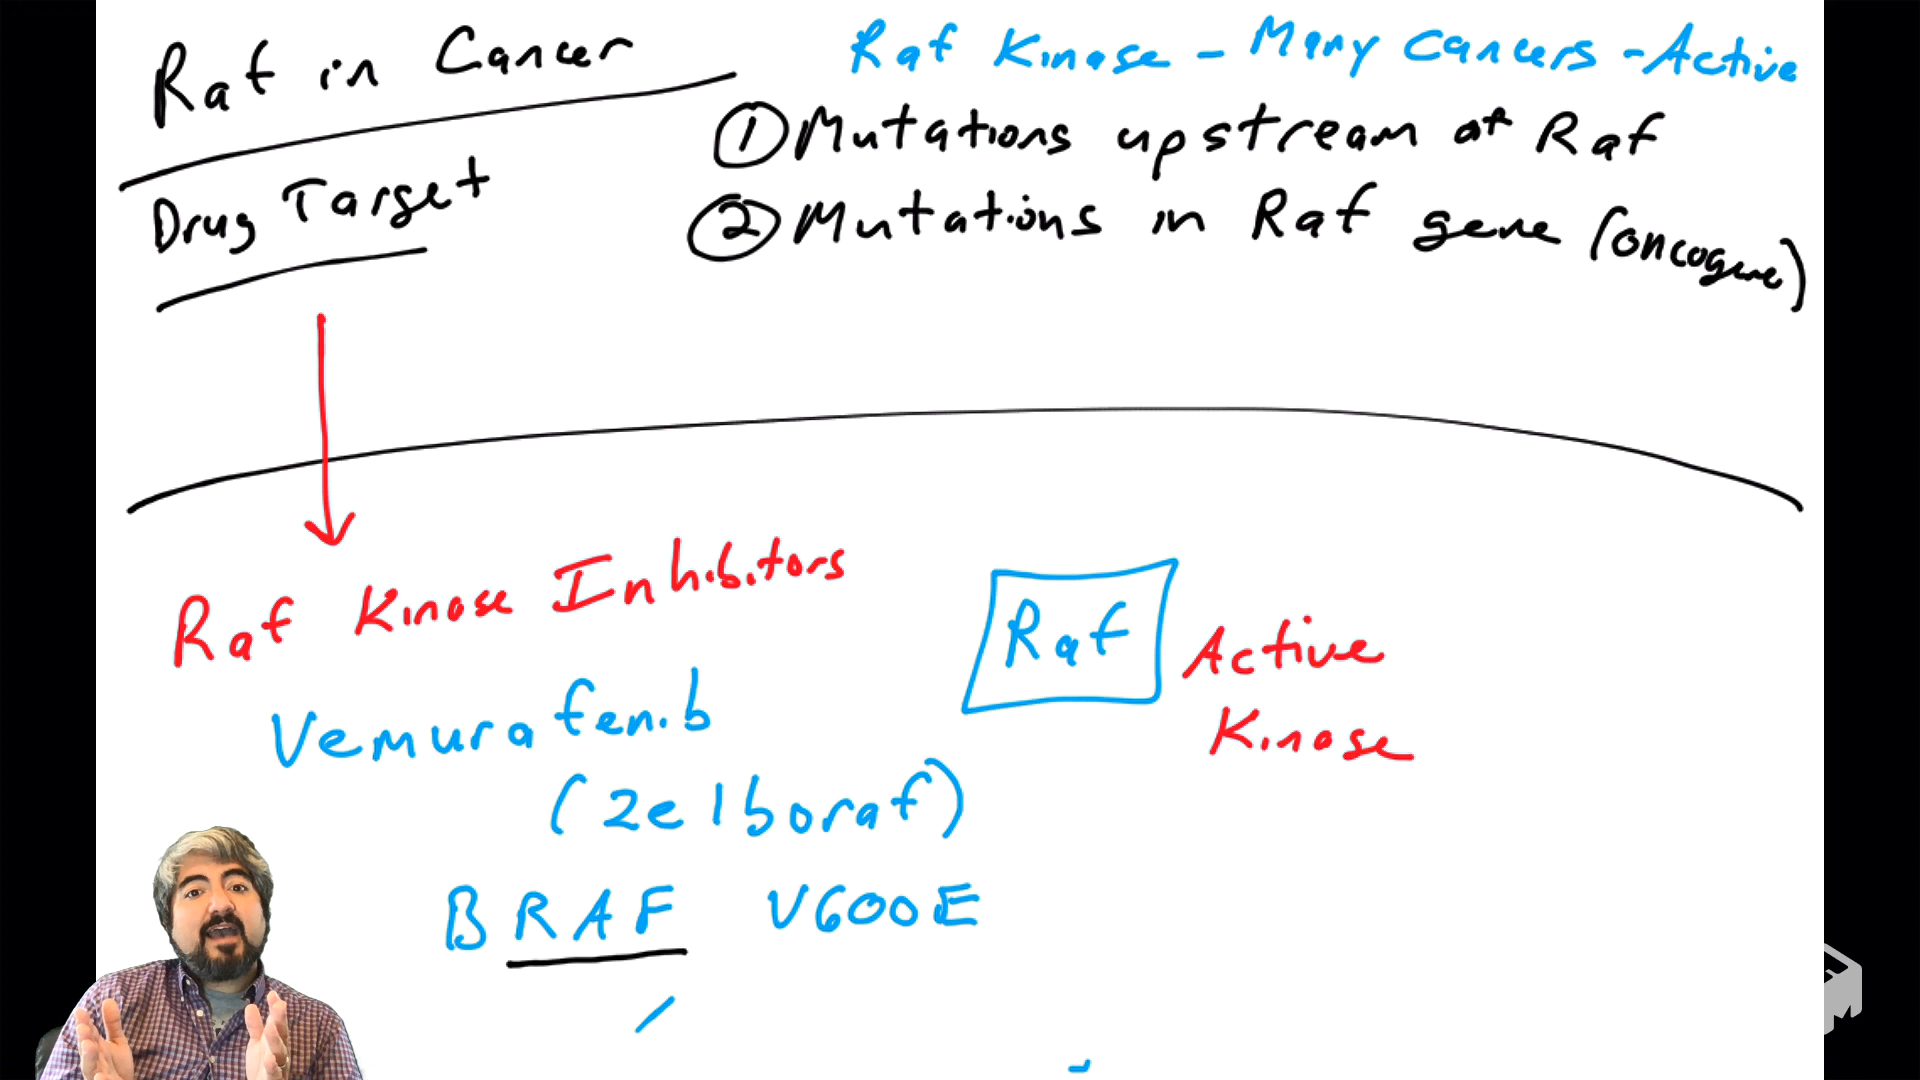 Raf in Cancer
Drug Target
Raf Kinase - Many Cancers - Active
① Mutations upstream of Raf
② Mutations in Raf gene (oncogene)
Raf Kinase Inhibitors
Vemurafenib
(Zelboraf)
BRAF V600E
Raf
Active
Kinase